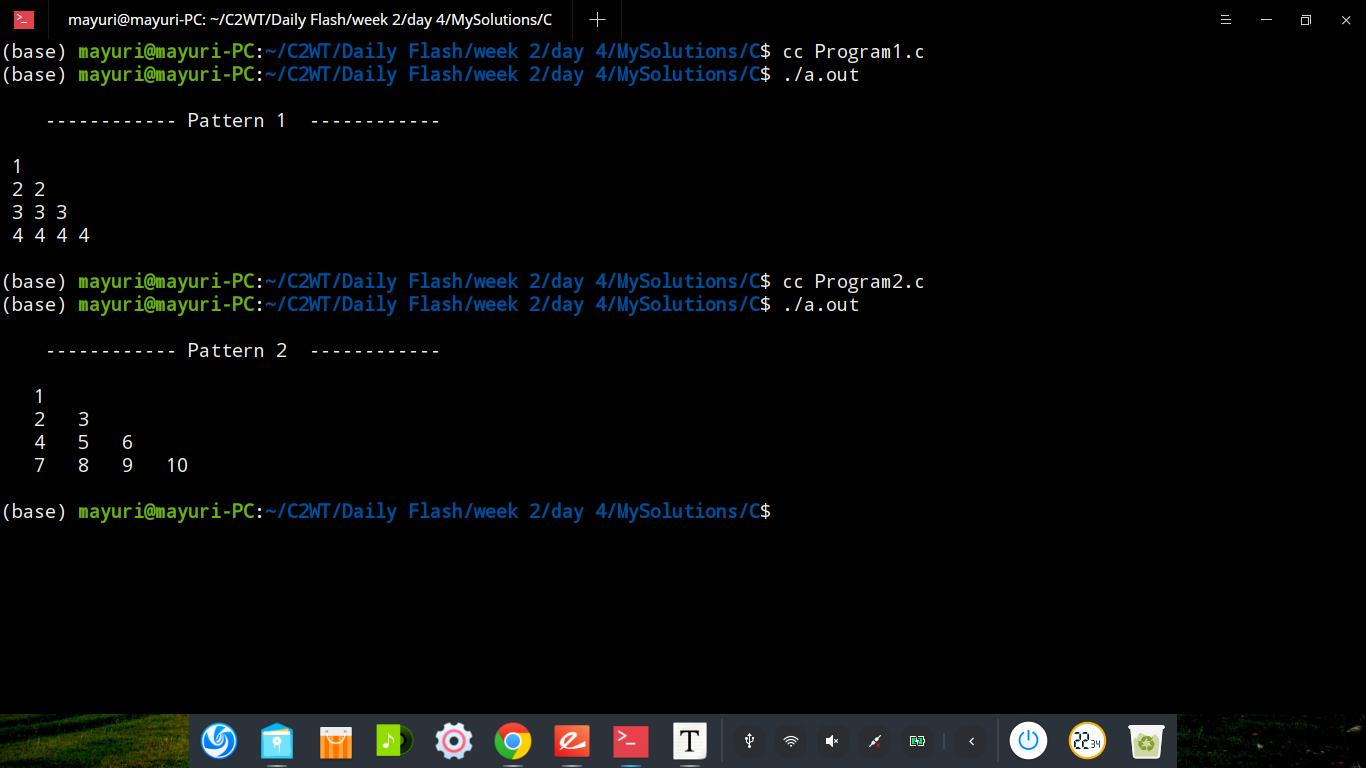 mayuri@mayuri-PC: ~/C2WT/Daily Flash/week 2/day 4/MySolutions/C
(base) mayuri@mayuri-PC:~/C2WT/Daily Flash/week 2/day 4/MySolutions/C$ cc Program1.c
(base) mayuri@mayuri-PC:~/C2WT/Daily Flash/week 2/day 4/MySolutions/C$ ./a.out
------------ Pattern 1  ------------
1
2 2
3 3 3
4 4 4 4
(base) mayuri@mayuri-PC:~/C2WT/Daily Flash/week 2/day 4/MySolutions/C$ cc Program2.c
(base) mayuri@mayuri-PC:~/C2WT/Daily Flash/week 2/day 4/MySolutions/C$ ./a.out
------------ Pattern 2  ------------
1
2   3
4   5   6
7   8   9   10
(base) mayuri@mayuri-PC:~/C2WT/Daily Flash/week 2/day 4/MySolutions/C$
T
22 34